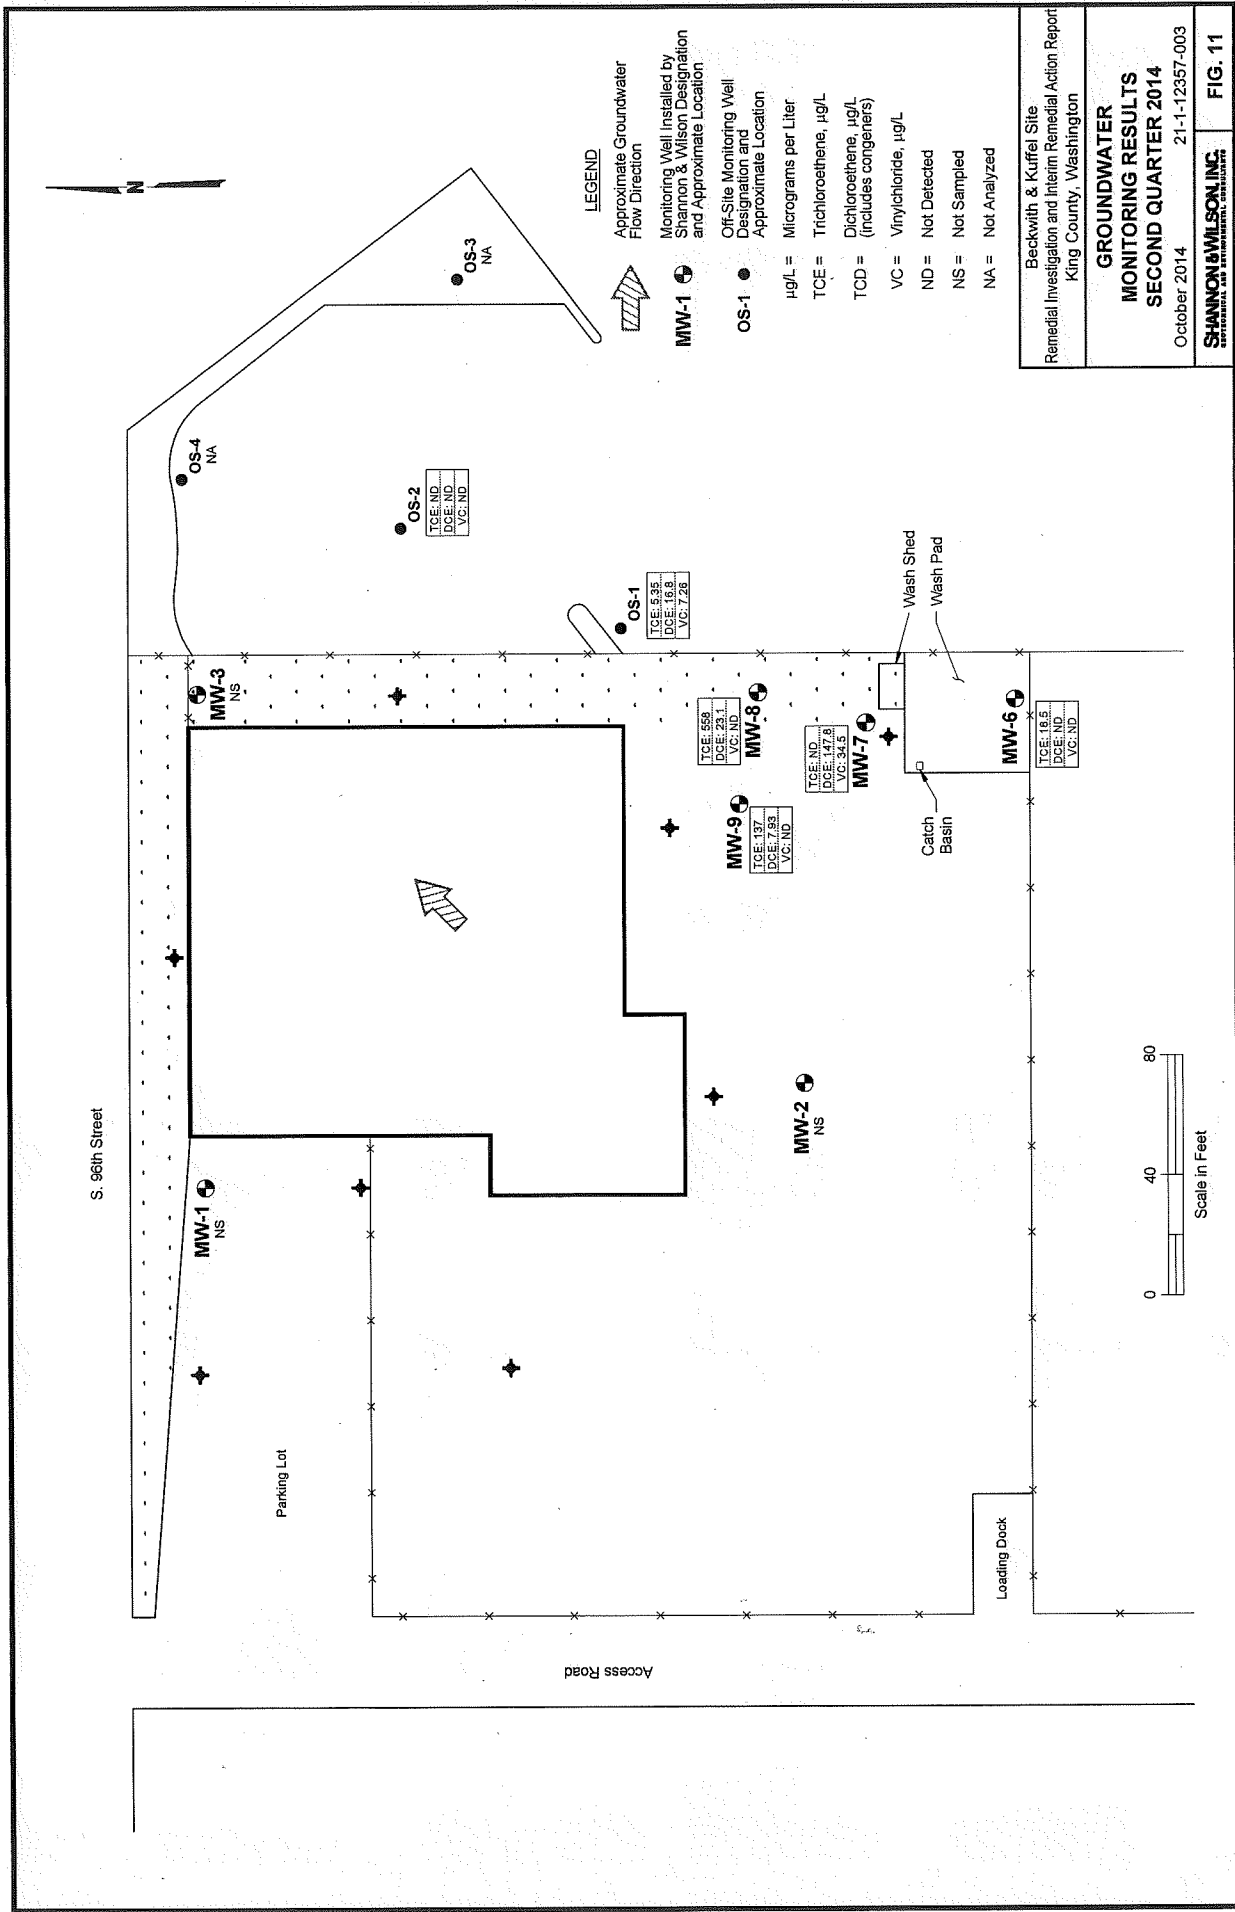 S. 96th Street
Parking Lot
Access Road
Loading Dock
MW-1
NS
MW-2
NS
MW-3
NS
OS-4
NA
OS-3
NA
OS-2
TCE: ND
DCE: ND
VC: ND
OS-1
TCE: 5.35
DCE: 16.8
VC: 7.26
TCE: 558
DCE: 23.1
VC: ND
MW-8
MW-9
TCE: 137
DCE: 7.93
VC: ND
TCE: ND
DCE: 147.8
VC: 34.5
MW-7
MW-6
TCE: 18.5
DCE: ND
VC: ND
Wash Shed
Wash Pad
Catch
Basin
0 40 80
Scale in Feet
N
LEGEND
Approximate Groundwater
Flow Direction
MW-1
Monitoring Well Installed by
Shannon & Wilson Designation
and Approximate Location
OS-1
Off-Site Monitoring Well
Designation and
Approximate Location
µg/L = Micrograms per Liter
TCE = Trichloroethene, µg/L
TCD = Dichloroethene, µg/L
(includes congeners)
VC = Vinylchloride, µg/L
ND = Not Detected
NS = Not Sampled
NA = Not Analyzed
Beckwith & Kuffel Site
Remedial Investigation and Interim Remedial Action Report
King County, Washington
GROUNDWATER
MONITORING RESULTS
SECOND QUARTER 2014
October 2014 21-1-12357-003
SHANNON & WILSON, INC.
GEOTECHNICAL AND ENVIRONMENTAL CONSULTANTS
FIG. 11